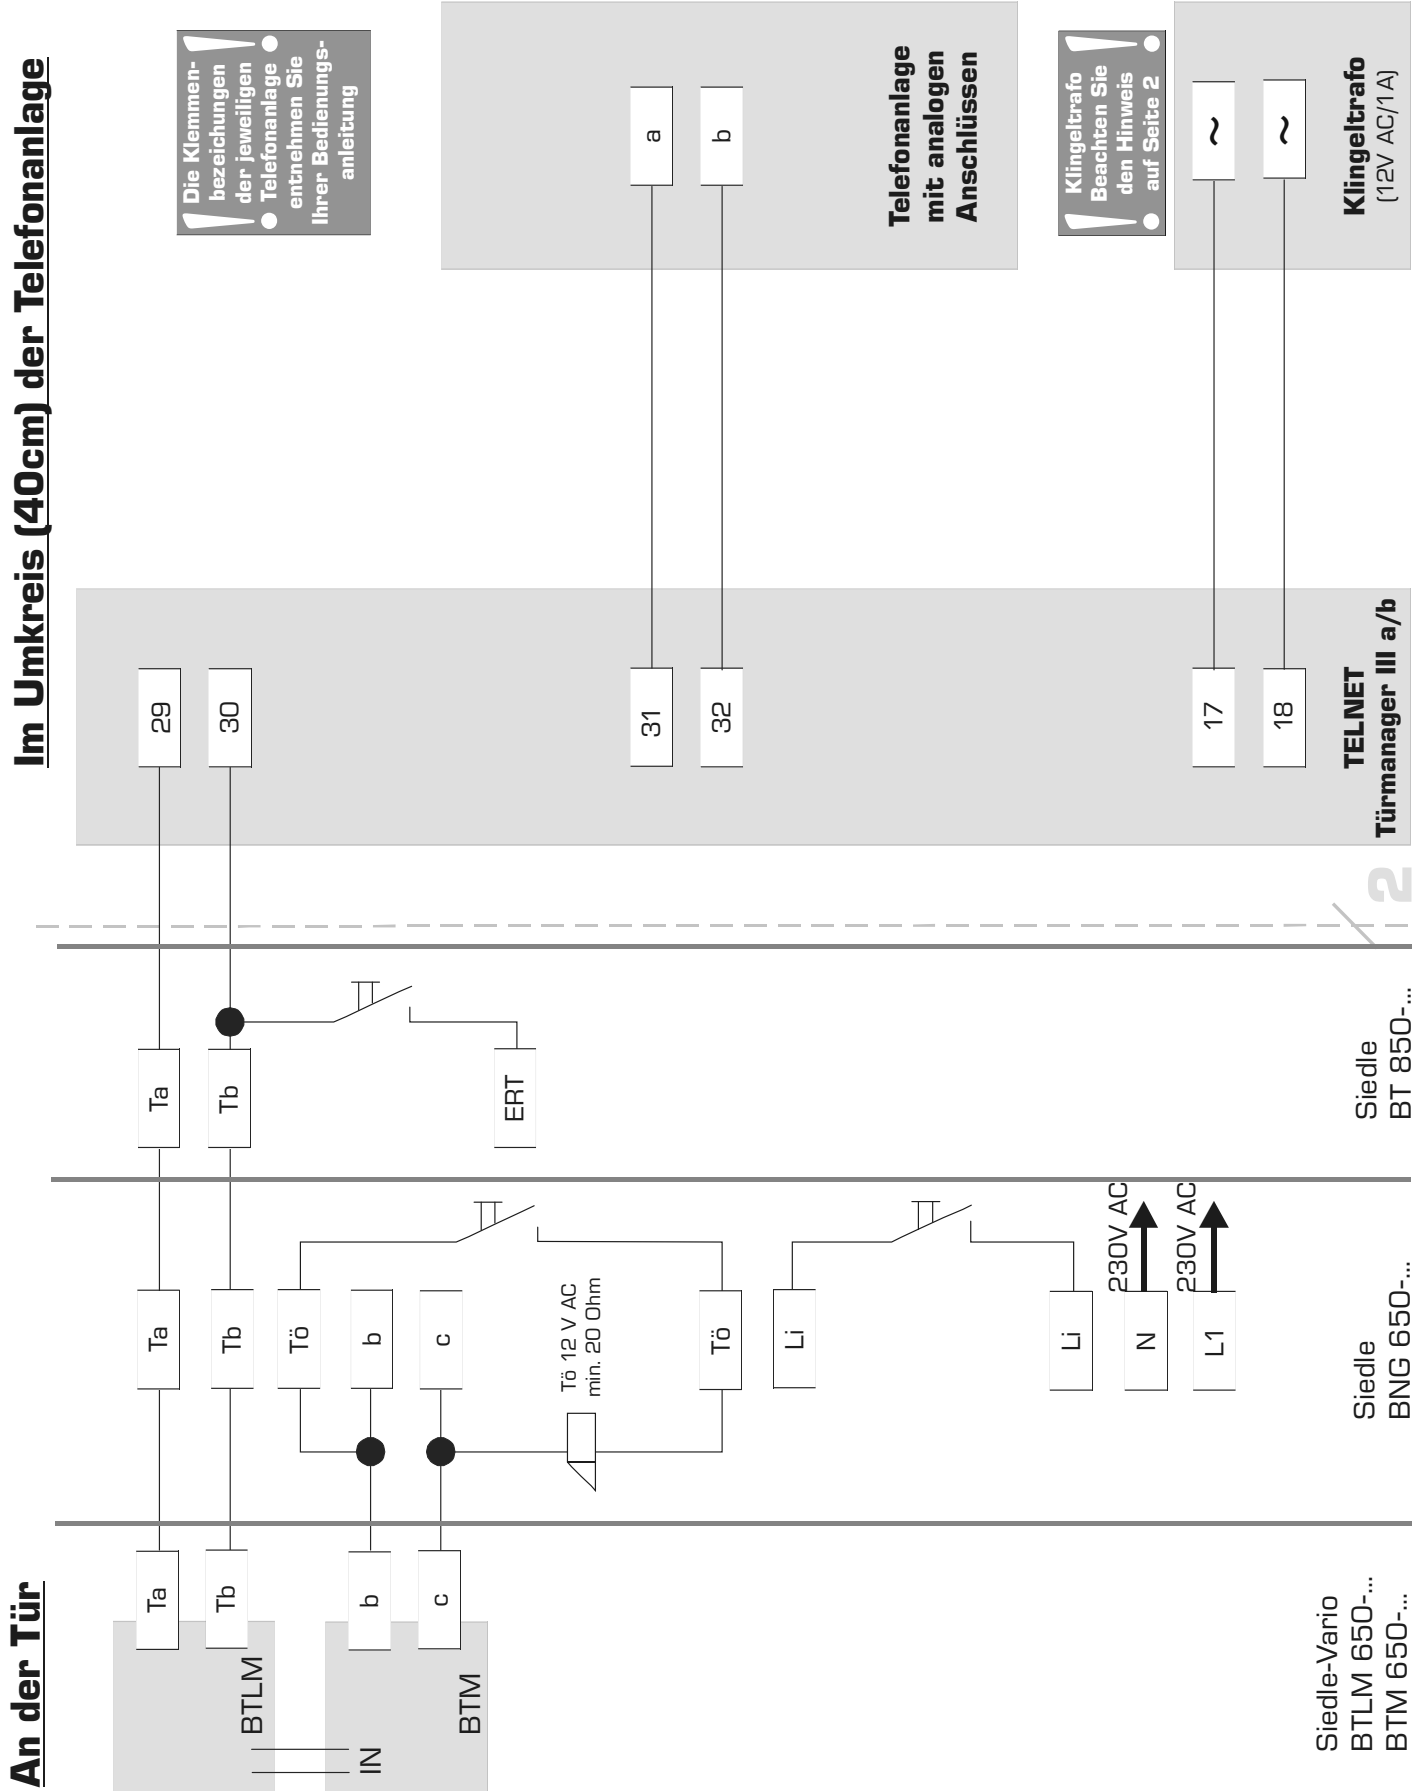 An der Tür
Im Umkreis (40cm) der Telefonanlage
Die Klemmen-
bezeichungen
der jeweiligen
Telefonanlage
entnehmen Sie
Ihrer Bedienungs-
anleitung
Ta
Tb
BTLM
IN
b
c
BTM
Siedle-Vario
BTLM 650-...
BTM 650-...
Ta
Tb
Tö
b
c
Tö 12 V AC
min. 20 Ohm
Tö
Li
Li
N
230V AC
L1
230V AC
Siedle
BNG 650-...
Ta
Tb
ERT
Siedle
BT 850-...
2
29
30
31
32
17
18
TELNET
Türmanager III a/b
a
b
Telefonanlage
mit analogen
Anschlüssen
Klingeltrafo
Beachten Sie
den Hinweis
auf Seite 2
~
~
Klingeltrafo
(12V AC/1A)